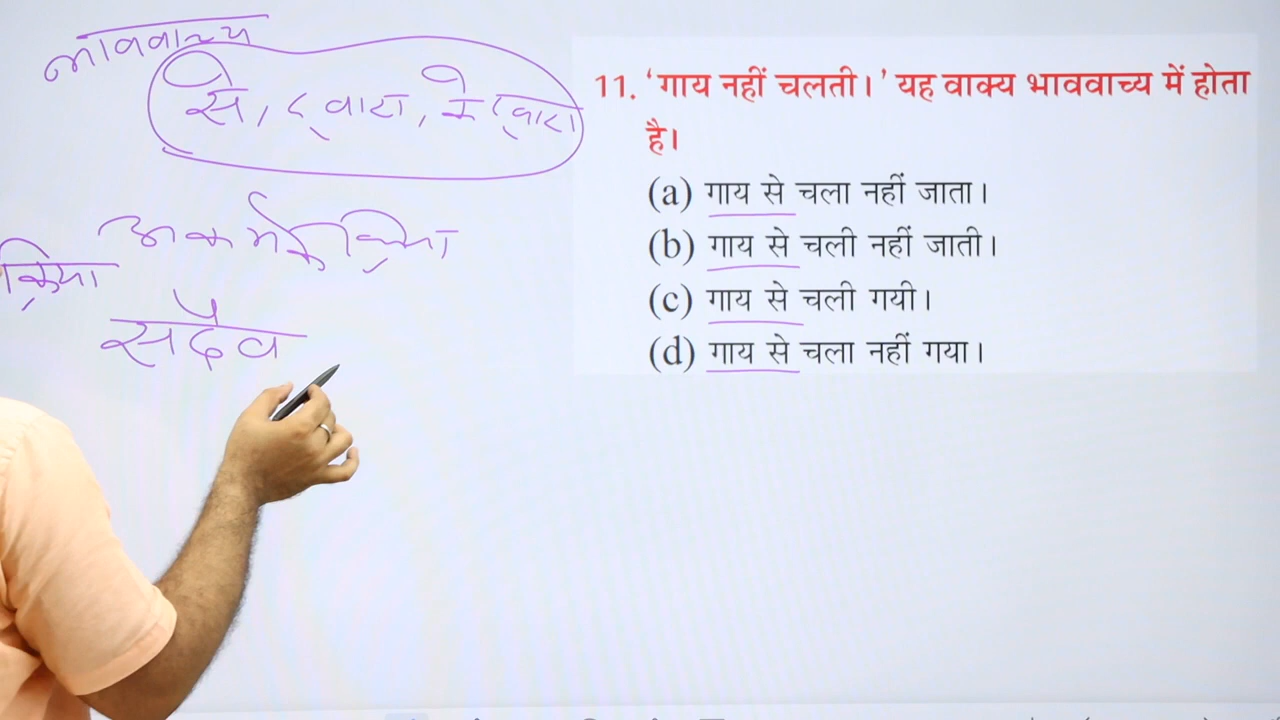 भाववाच्य
से, द्वारा, के द्वारा
अकर्मक क्रिया
क्रिया
सदैव
11. ‘गाय नहीं चलती।’ यह वाक्य भाववाच्य में होता
है।
(a) गाय से चला नहीं जाता।
(b) गाय से चली नहीं जाती।
(c) गाय से चली गयी।
(d) गाय से चला नहीं गया।